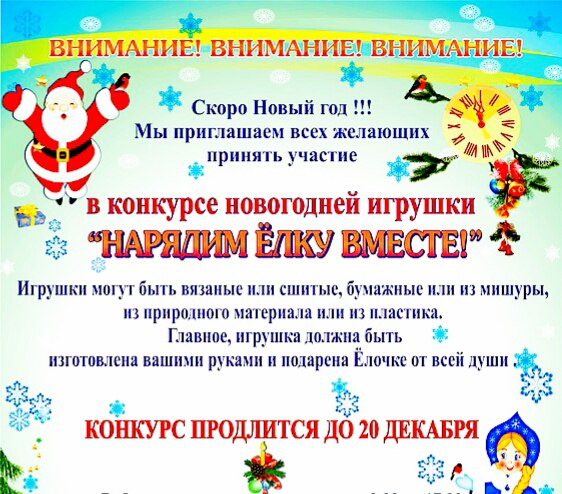 ВНИМАНИЕ! ВНИМАНИЕ! ВНИМАНИЕ!
Скоро Новый год !!!
Мы приглашаем всех желающих
принять участие
в конкурсе новогодней игрушки
“НАРЯДИМ ЁЛКУ ВМЕСТЕ!”
Игрушки могут быть вязаные или сшитые, бумажные или из мишуры,
из природного материала или из пластика.
Главное, игрушка должна быть
изготовлена вашими руками и подарена Ёлочке от всей души .
КОНКУРС ПРОДЛИТСЯ ДО 20 ДЕКАБРЯ